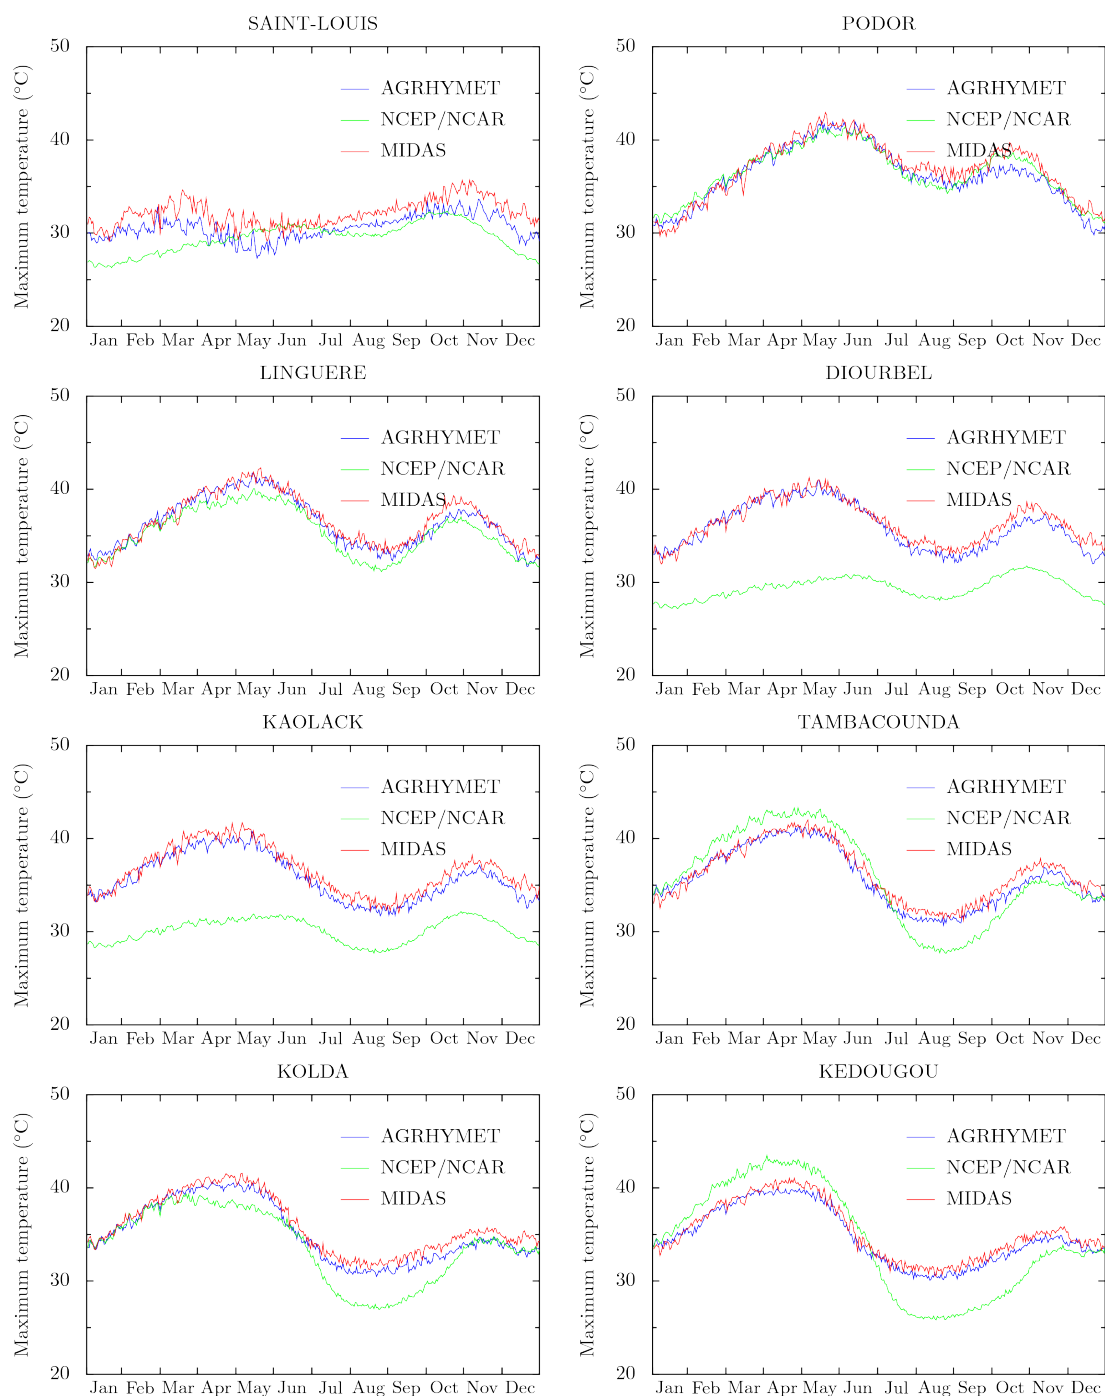 SAINT-LOUIS
Maximum temperature (°C)
50
40
30
20
AGRHYMET
NCEP/NCAR
MIDAS
Jan Feb Mar Apr May Jun Jul Aug Sep Oct Nov Dec
PODOR
Maximum temperature (°C)
50
40
30
20
AGRHYMET
NCEP/NCAR
MIDAS
Jan Feb Mar Apr May Jun Jul Aug Sep Oct Nov Dec
LINGUERE
Maximum temperature (°C)
50
40
30
20
AGRHYMET
NCEP/NCAR
MIDAS
Jan Feb Mar Apr May Jun Jul Aug Sep Oct Nov Dec
DIOURBEL
Maximum temperature (°C)
50
40
30
20
AGRHYMET
NCEP/NCAR
MIDAS
Jan Feb Mar Apr May Jun Jul Aug Sep Oct Nov Dec
KAOLACK
Maximum temperature (°C)
50
40
30
20
AGRHYMET
NCEP/NCAR
MIDAS
Jan Feb Mar Apr May Jun Jul Aug Sep Oct Nov Dec
TAMBACOUNDA
Maximum temperature (°C)
50
40
30
20
AGRHYMET
NCEP/NCAR
MIDAS
Jan Feb Mar Apr May Jun Jul Aug Sep Oct Nov Dec
KOLDA
Maximum temperature (°C)
50
40
30
20
AGRHYMET
NCEP/NCAR
MIDAS
Jan Feb Mar Apr May Jun Jul Aug Sep Oct Nov Dec
KEDOUGOU
Maximum temperature (°C)
50
40
30
20
AGRHYMET
NCEP/NCAR
MIDAS
Jan Feb Mar Apr May Jun Jul Aug Sep Oct Nov Dec